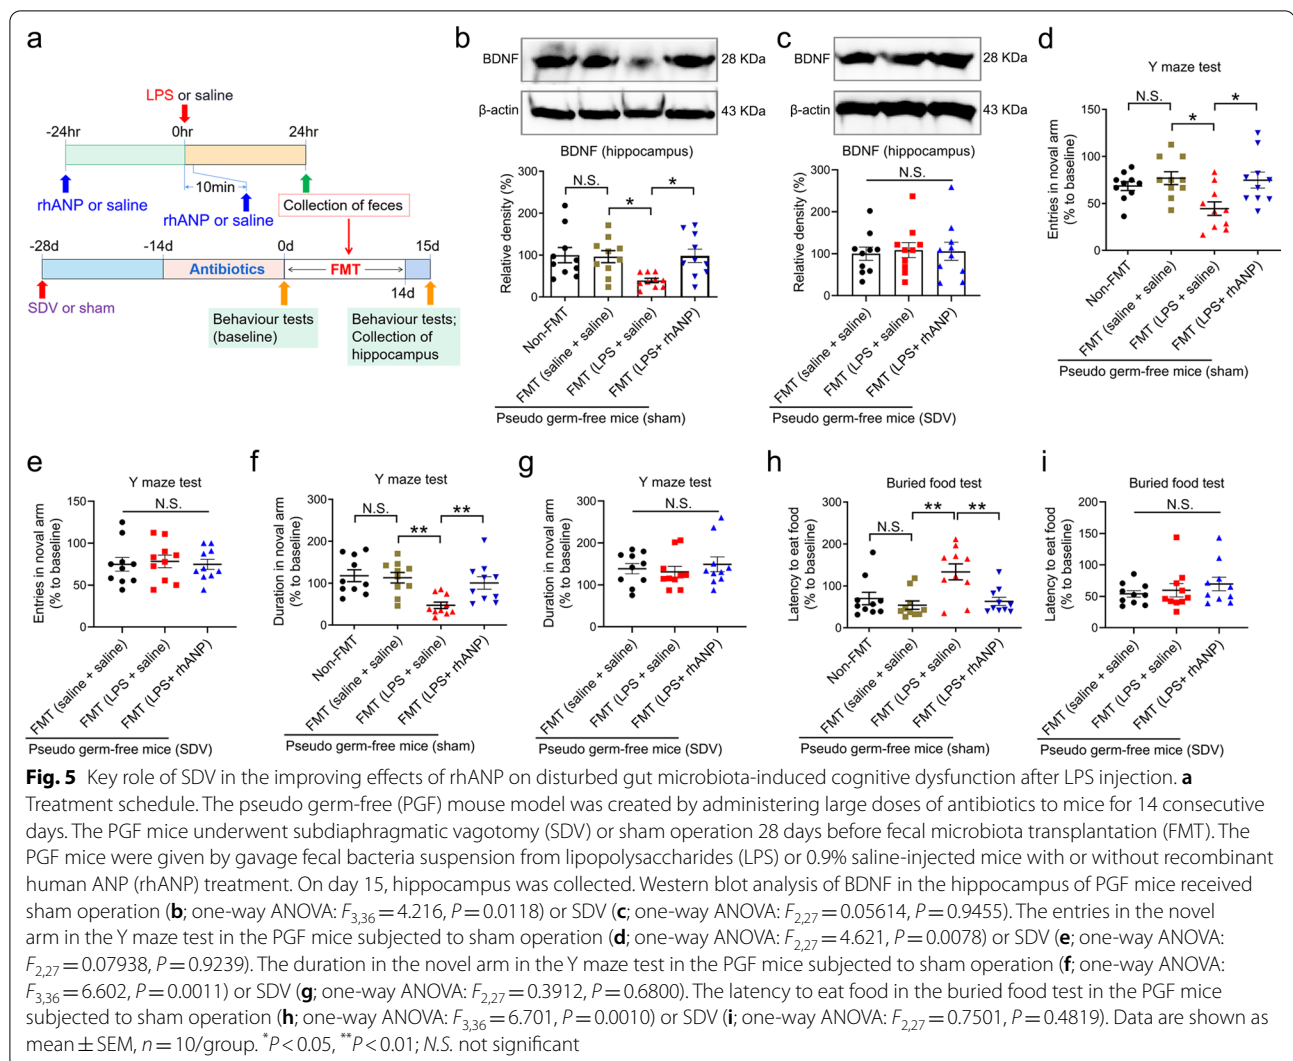 a
LPS or saline
-24hr
0hr
24hr
10min
rhANP or saline
rhANP or saline
Collection of feces
-28d
-14d
0d
15d
Antibiotics
FMT
14d
SDV or sham
Behaviour tests
(baseline)
Behaviour tests;
Collection of
hippocampus
b
BDNF
28 KDa
β-actin
43 KDa
BDNF (hippocampus)
Relative density (%)
300
200
100
0
N.S.
*
*
Non-FMT
FMT (saline + saline)
FMT (LPS + saline)
FMT (LPS+ rhANP)
Pseudo germ-free mice (sham)
c
BDNF
28 KDa
β-actin
43 KDa
BDNF (hippocampus)
Relative density (%)
300
200
100
0
N.S.
FMT (saline + saline)
FMT (LPS + saline)
FMT (LPS+ rhANP)
Pseudo germ-free mice (SDV)
d
Y maze test
Entries in noval arm
(% to baseline)
150
100
50
0
N.S.
*
*
Non-FMT
FMT (saline + saline)
FMT (LPS + saline)
FMT (LPS+ rhANP)
Pseudo germ-free mice (sham)
e
Y maze test
Entries in noval arm
(% to baseline)
150
100
50
0
N.S.
FMT (saline + saline)
FMT (LPS + saline)
FMT (LPS+ rhANP)
Pseudo germ-free mice (SDV)
f
Y maze test
Duration in noval arm
(% to baseline)
300
200
100
0
N.S.
**
**
Non-FMT
FMT (saline + saline)
FMT (LPS + saline)
FMT (LPS+ rhANP)
Pseudo germ-free mice (sham)
g
Y maze test
Duration in noval arm
(% to baseline)
300
200
100
0
N.S.
FMT (saline + saline)
FMT (LPS + saline)
FMT (LPS+ rhANP)
Pseudo germ-free mice (SDV)
h
Buried food test
Latency to eat food
(% to baseline)
300
200
100
0
N.S.
**
**
Non-FMT
FMT (saline + saline)
FMT (LPS + saline)
FMT (LPS+ rhANP)
Pseudo germ-free mice (sham)
i
Buried food test
Latency to eat food
(% to baseline)
200
150
100
50
0
N.S.
FMT (saline + saline)
FMT (LPS + saline)
FMT (LPS+ rhANP)
Pseudo germ-free mice (SDV)
Fig. 5 Key role of SDV in the improving effects of rhANP on disturbed gut microbiota-induced cognitive dysfunction after LPS injection. a
Treatment schedule. The pseudo germ-free (PGF) mouse model was created by administering large doses of antibiotics to mice for 14 consecutive
days. The PGF mice underwent subdiaphragmatic vagotomy (SDV) or sham operation 28 days before fecal microbiota transplantation (FMT). The
PGF mice were given by gavage fecal bacteria suspension from lipopolysaccharides (LPS) or 0.9% saline-injected mice with or without recombinant
human ANP (rhANP) treatment. On day 15, hippocampus was collected. Western blot analysis of BDNF in the hippocampus of PGF mice received
sham operation (b; one-way ANOVA: F3,36 = 4.216, P = 0.0118) or SDV (c; one-way ANOVA: F2,27 = 0.05614, P = 0.9455). The entries in the novel
arm in the Y maze test in the PGF mice subjected to sham operation (d; one-way ANOVA: F2,27 = 4.621, P = 0.0078) or SDV (e; one-way ANOVA:
F2,27 = 0.07938, P = 0.9239). The duration in the novel arm in the Y maze test in the PGF mice subjected to sham operation (f; one-way ANOVA:
F3,36 = 6.602, P = 0.0011) or SDV (g; one-way ANOVA: F2,27 = 0.3912, P = 0.6800). The latency to eat food in the buried food test in the PGF mice
subjected to sham operation (h; one-way ANOVA: F3,36 = 6.701, P = 0.0010) or SDV (i; one-way ANOVA: F2,27 = 0.7501, P = 0.4819). Data are shown as
mean ± SEM, n = 10/group. *P < 0.05, **P < 0.01; N.S. not significant